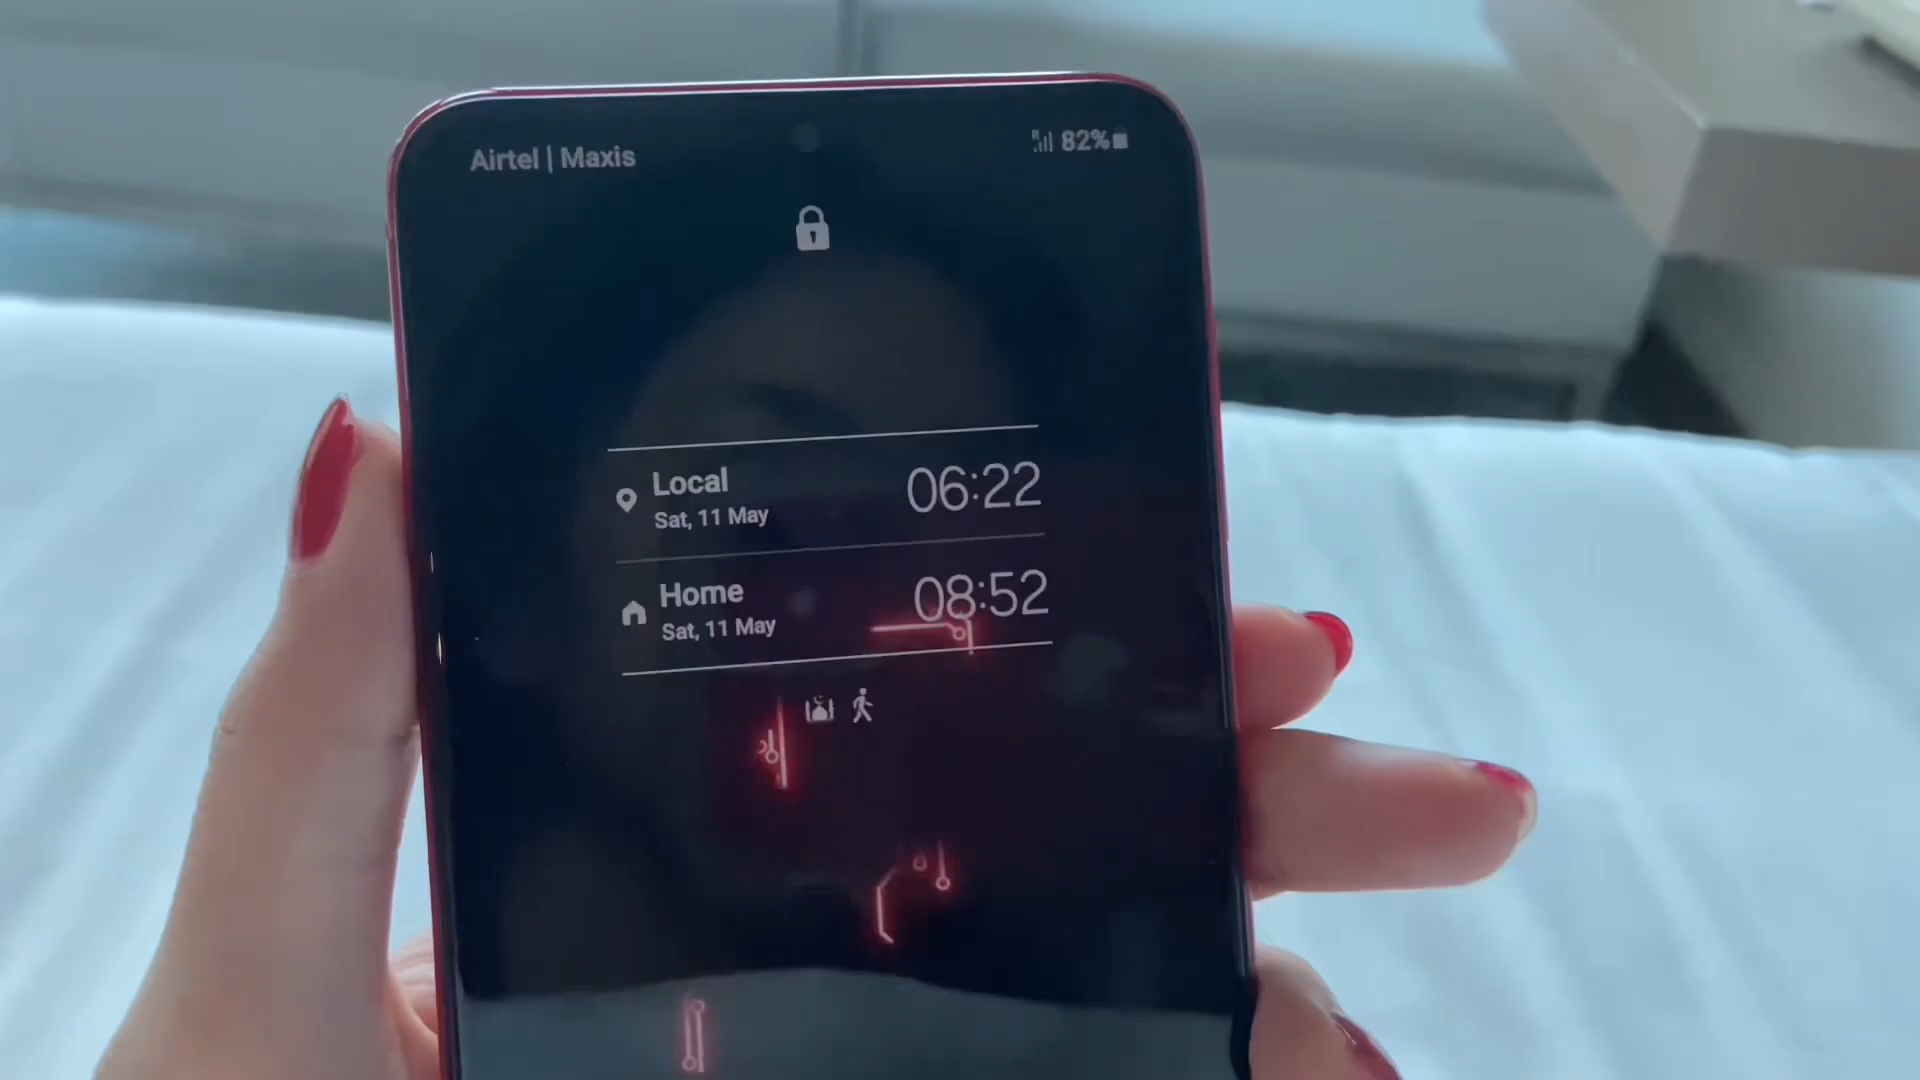 Airtel | Maxis
82%
Local
06:22
Sat, 11 May
Home
08:52
Sat, 11 May